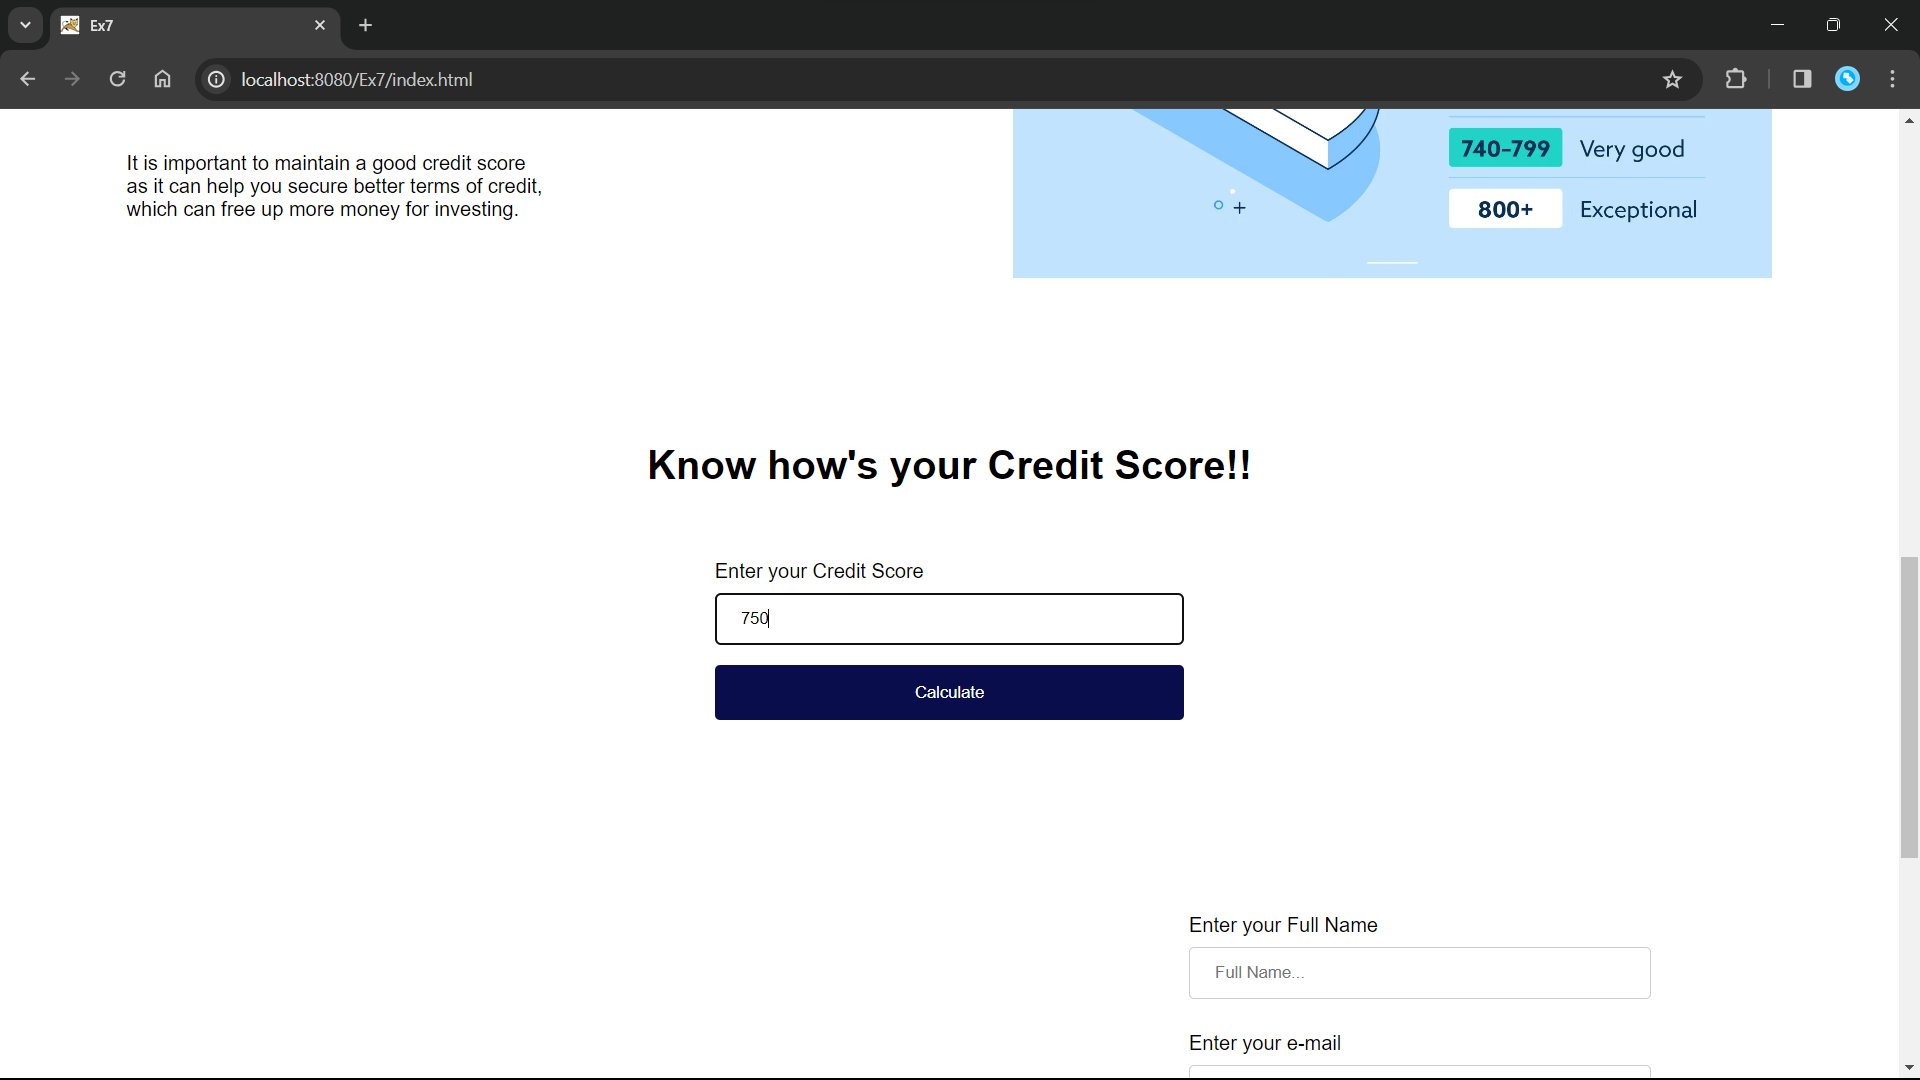 Ex7
localhost:8080/Ex7/index.html
It is important to maintain a good credit score
as it can help you secure better terms of credit,
which can free up more money for investing.
740-799 Very good
800+ Exceptional
Know how's your Credit Score!!
Enter your Credit Score
750
Calculate
Enter your Full Name
Full Name...
Enter your e-mail